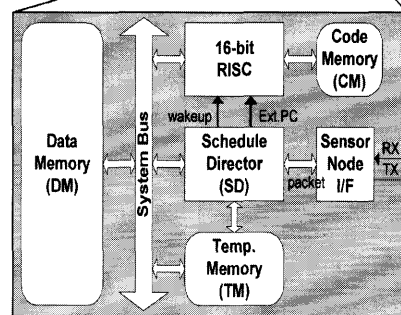 Data
Memory
(DM)
System Bus
16-bit
RISC
Code
Memory
(CM)
wakeup
Ext.PC
Schedule
Director
(SD)
packet
Sensor
Node
I/F
RX
TX
Temp.
Memory
(TM)